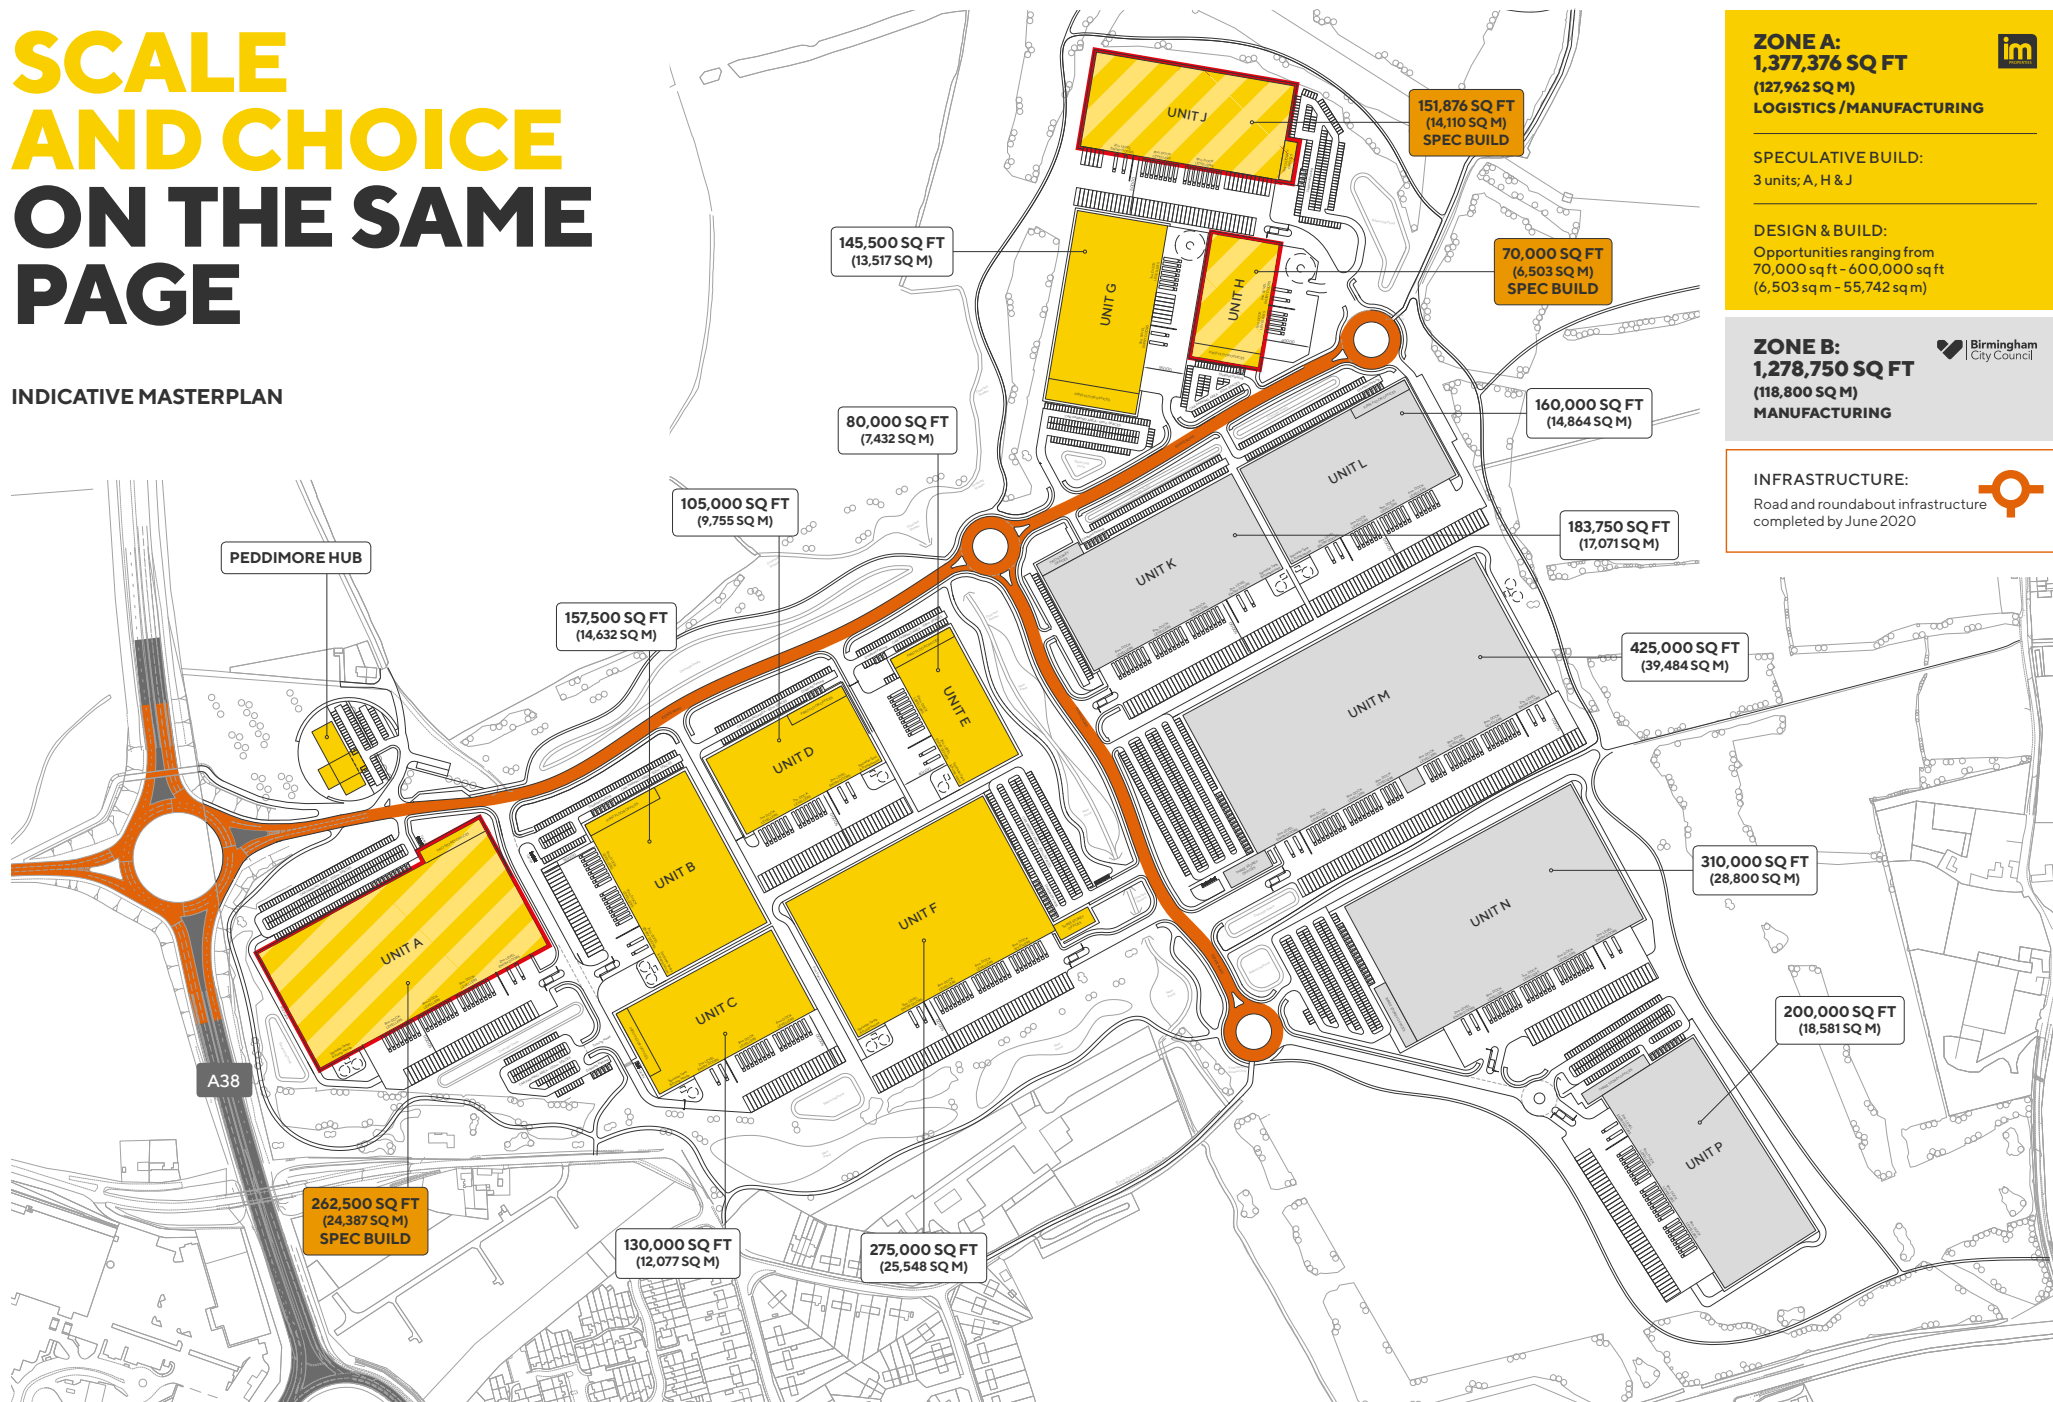 SCALE
AND CHOICE
ON THE SAME
PAGE
INDICATIVE MASTERPLAN
ZONE A:
1,377,376 SQ FT
(127,962 SQ M)
LOGISTICS / MANUFACTURING
im
PROPERTIES
SPECULATIVE BUILD:
3 units; A, H & J
DESIGN & BUILD:
Opportunities ranging from
70,000 sq ft - 600,000 sq ft
(6,503 sq m - 55,742 sq m)
ZONE B:
1,278,750 SQ FT
(118,800 SQ M)
MANUFACTURING
Birmingham
City Council
INFRASTRUCTURE:
Road and roundabout infrastructure
completed by June 2020
UNIT J
151,876 SQ FT
(14,110 SQ M)
SPEC BUILD
145,500 SQ FT
(13,517 SQ M)
UNIT G
UNIT H
70,000 SQ FT
(6,503 SQ M)
SPEC BUILD
80,000 SQ FT
(7,432 SQ M)
160,000 SQ FT
(14,864 SQ M)
UNIT L
105,000 SQ FT
(9,755 SQ M)
183,750 SQ FT
(17,071 SQ M)
UNIT K
PEDDIMORE HUB
157,500 SQ FT
(14,632 SQ M)
425,000 SQ FT
(39,484 SQ M)
UNIT M
UNIT E
UNIT D
UNIT B
UNIT F
310,000 SQ FT
(28,800 SQ M)
UNIT N
UNIT A
UNIT C
200,000 SQ FT
(18,581 SQ M)
UNIT P
A38
262,500 SQ FT
(24,387 SQ M)
SPEC BUILD
130,000 SQ FT
(12,077 SQ M)
275,000 SQ FT
(25,548 SQ M)